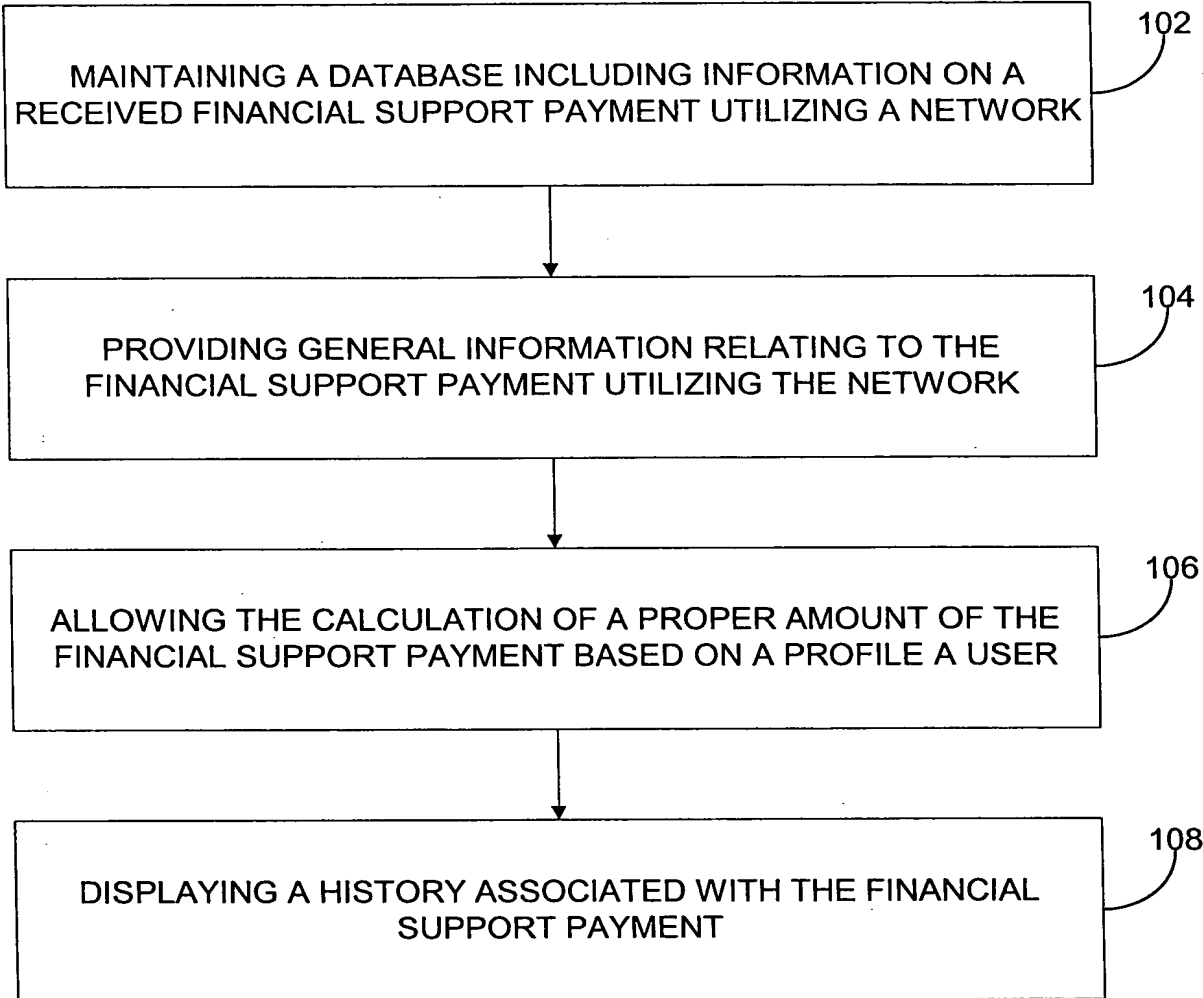 102
MAINTAINING A DATABASE INCLUDING INFORMATION ON A
RECEIVED FINANCIAL SUPPORT PAYMENT UTILIZING A NETWORK
104
PROVIDING GENERAL INFORMATION RELATING TO THE
FINANCIAL SUPPORT PAYMENT UTILIZING THE NETWORK
106
ALLOWING THE CALCULATION OF A PROPER AMOUNT OF THE
FINANCIAL SUPPORT PAYMENT BASED ON A PROFILE A USER
108
DISPLAYING A HISTORY ASSOCIATED WITH THE FINANCIAL
SUPPORT PAYMENT